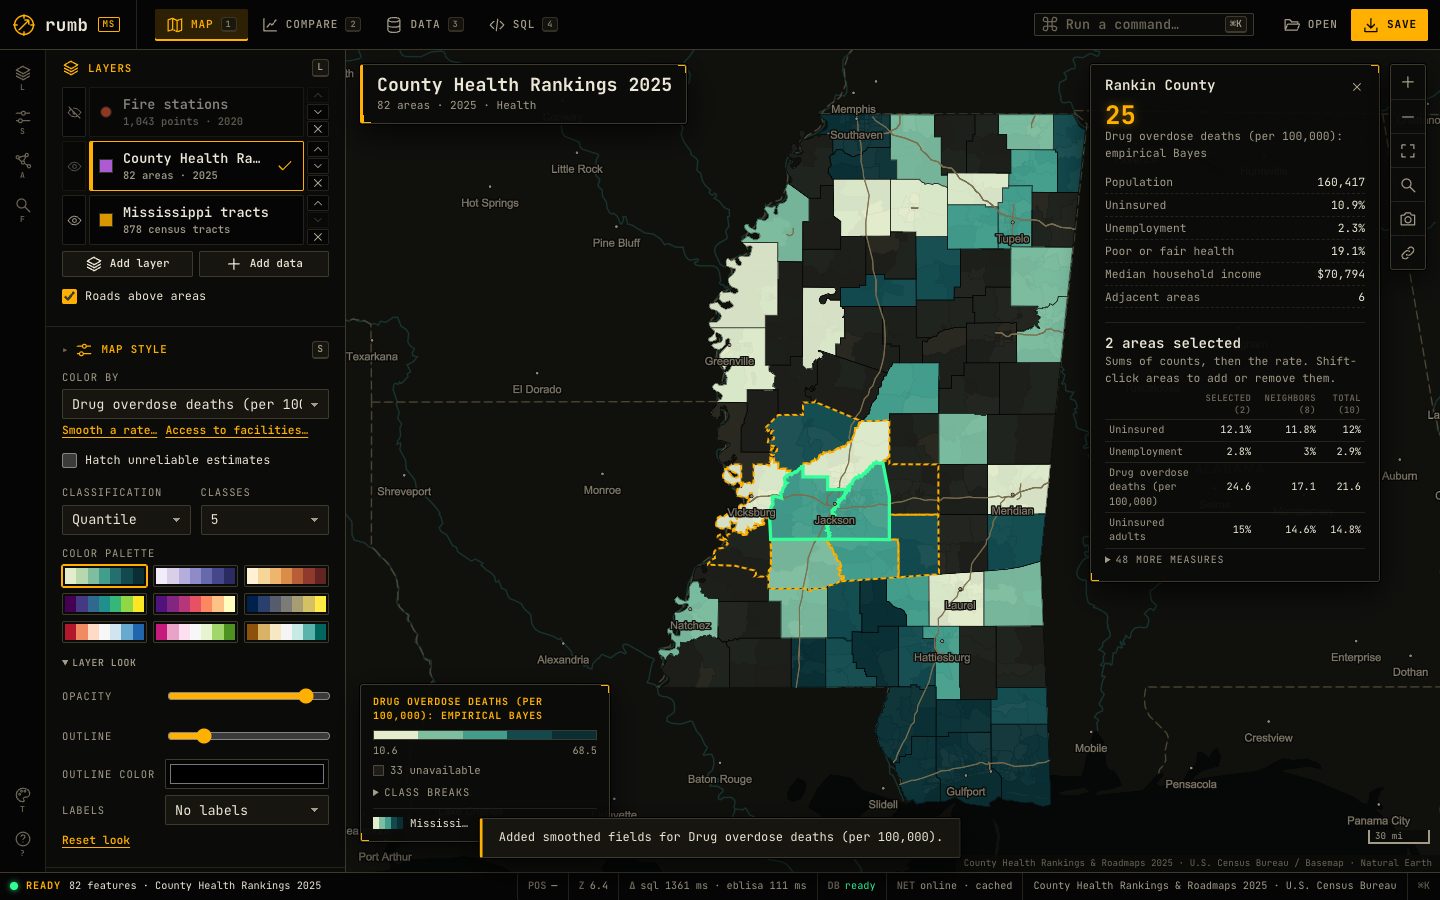 rumb MS
MAP 1
COMPARE 2
DATA 3
SQL 4
Run a command… ⌘K
OPEN
SAVE
L
S
A
F
T
?
LAYERS L
Fire stations
1,043 points · 2020
County Health Ra…
82 areas · 2025
Mississippi tracts
878 census tracts
Add layer
Add data
Roads above areas
MAP STYLE S
COLOR BY
Drug overdose deaths (per 100
Smooth a rate… Access to facilities…
Hatch unreliable estimates
CLASSIFICATION CLASSES
Quantile 5
COLOR PALETTE
LAYER LOOK
OPACITY
OUTLINE
OUTLINE COLOR
LABELS No labels
Reset look
County Health Rankings 2025
82 areas · 2025 · Health
Memphis
Southaven
Little Rock
Hot Springs
Pine Bluff
Tupelo
Texarkana
Greenville
El Dorado
Shreveport
Monroe
Vicksburg
Jackson
Meridian
Auburn
Natchez
Laurel
Alexandria
Hattiesburg
Enterprise
Dothan
Mobile
Crestview
Baton Rouge
Pensacola
Slidell
Gulfport
Panama City
Port Arthur
30 mi
Rankin County
25
Drug overdose deaths (per 100,000):
empirical Bayes
Population 160,417
Uninsured 10.9%
Unemployment 2.3%
Poor or fair health 19.1%
Median household income $70,794
Adjacent areas 6
2 areas selected
Sums of counts, then the rate. Shift-
click areas to add or remove them.
SELECTED (2) NEIGHBORS (8) TOTAL (10)
Uninsured 12.1% 11.8% 12%
Unemployment 2.8% 3% 2.9%
Drug overdose deaths (per 100,000) 24.6 17.1 21.6
Uninsured adults 15% 14.6% 14.8%
48 MORE MEASURES
DRUG OVERDOSE DEATHS (PER
100,000): EMPIRICAL BAYES
10.6 68.5
33 unavailable
CLASS BREAKS
Mississi…
Added smoothed fields for Drug overdose deaths (per 100,000).
County Health Rankings & Roadmaps 2025 · U.S. Census Bureau / Basemap · Natural Earth
READY 82 features · County Health Rankings 2025
POS —
Z 6.4
Δ sql 1361 ms · eblisa 111 ms
DB ready
NET online · cached
County Health Rankings & Roadmaps 2025 · U.S. Census Bureau
⌘K